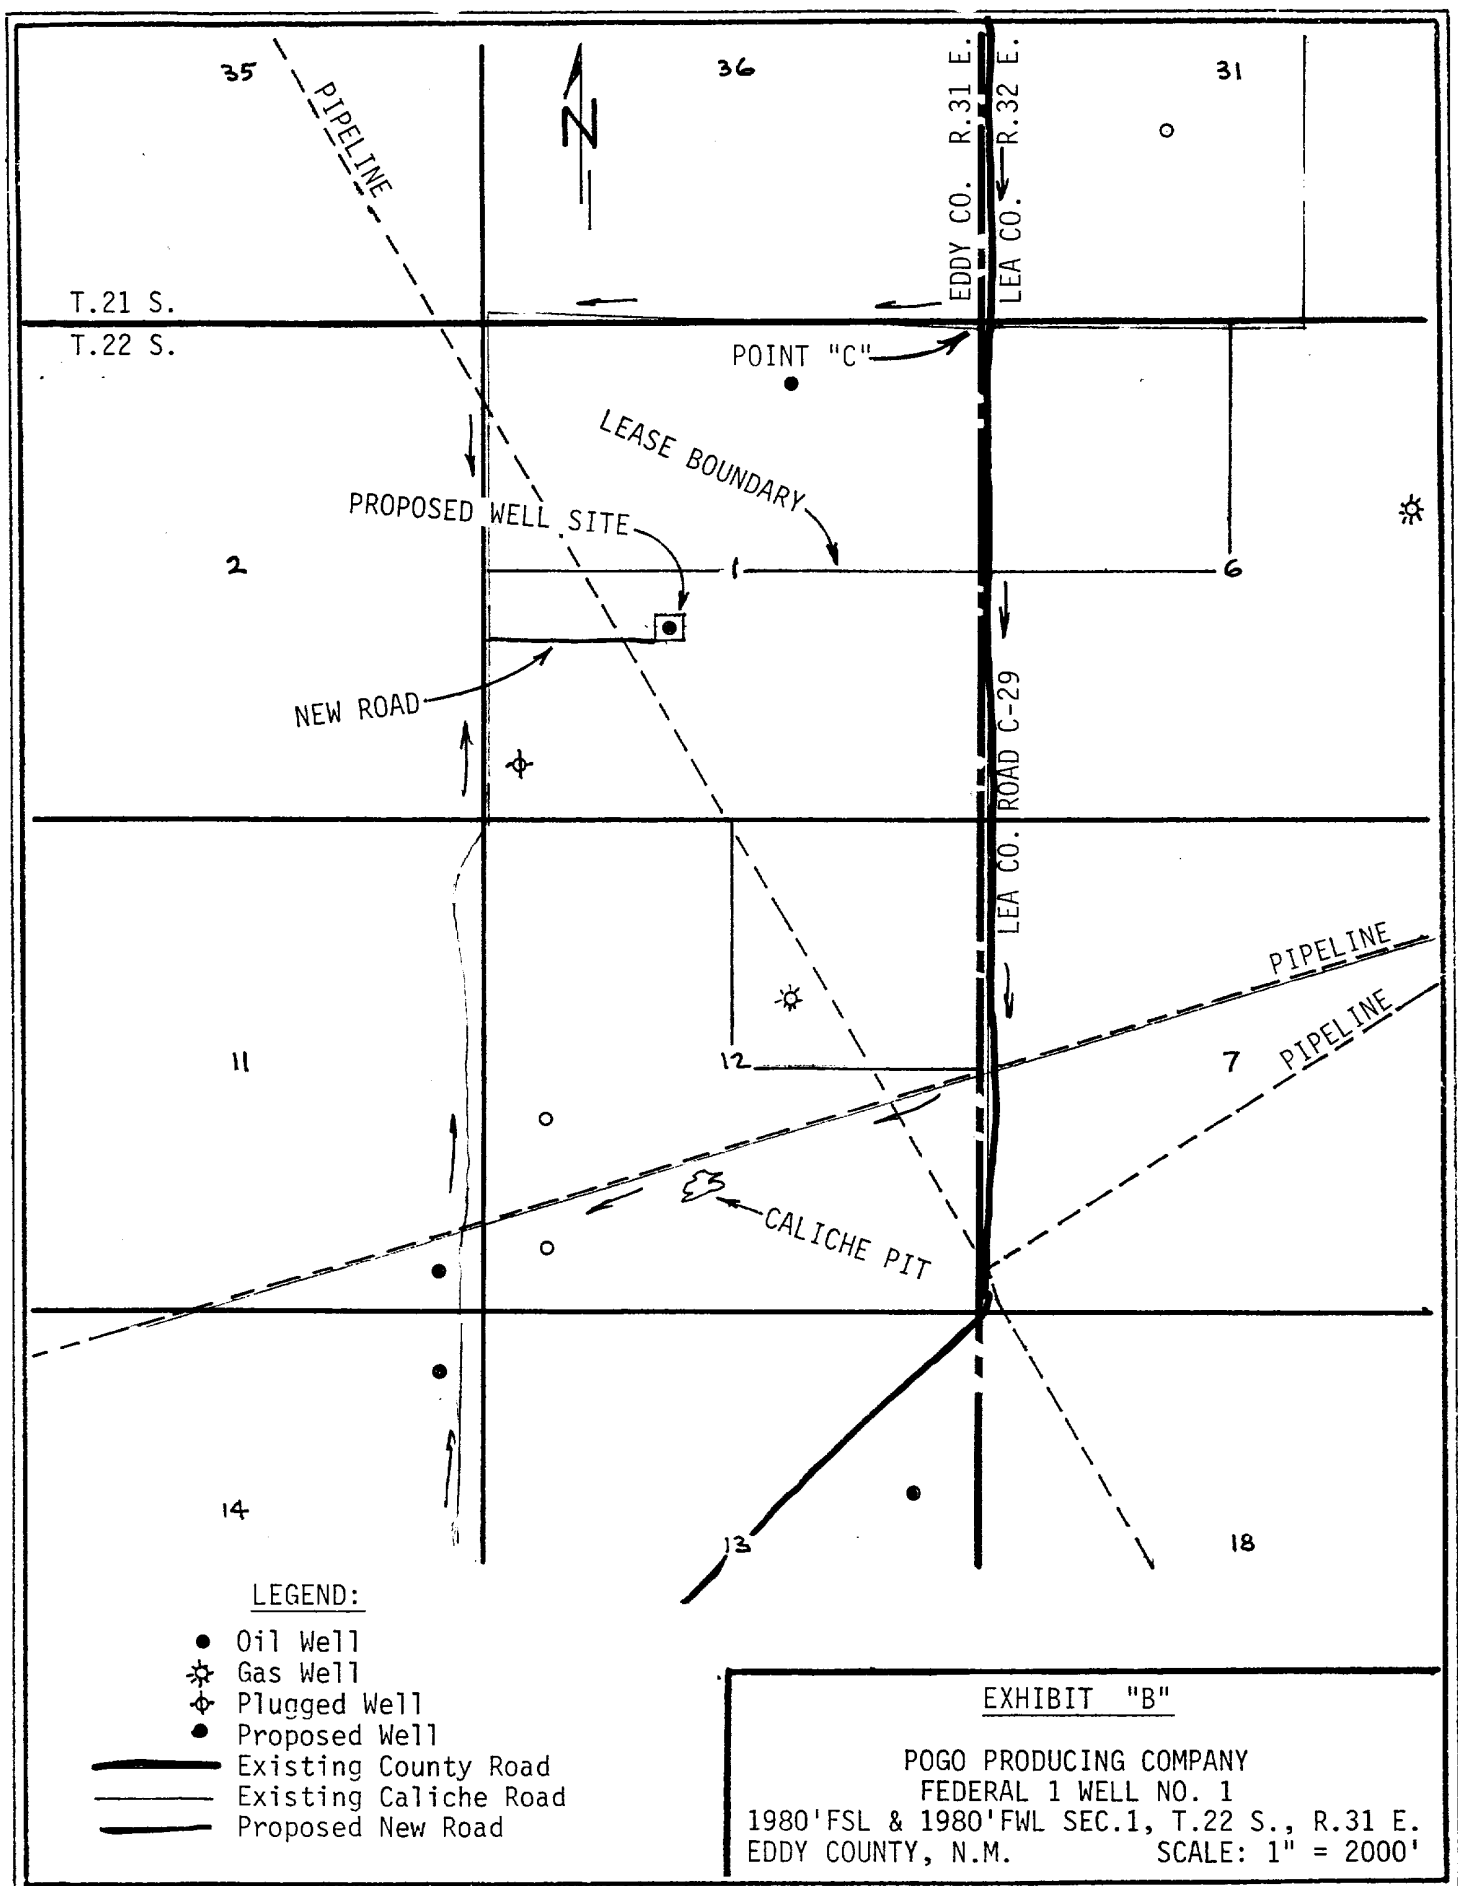 35
36
31
PIPELINE
N
EDDY CO. R.31 E.
LEA CO. R.32 E.
T.21 S.
T.22 S.
POINT "C"
LEASE BOUNDARY
PROPOSED WELL SITE
2
1
6
NEW ROAD
LEA CO. ROAD C-29
PIPELINE
PIPELINE
11
12
7
CALICHE PIT
14
13
18
LEGEND:
Oil Well
Gas Well
Plugged Well
Proposed Well
Existing County Road
Existing Caliche Road
Proposed New Road
EXHIBIT "B"
POGO PRODUCING COMPANY
FEDERAL 1 WELL NO. 1
1980'FSL & 1980'FWL SEC.1, T.22 S., R.31 E.
EDDY COUNTY, N.M. SCALE: 1" = 2000'